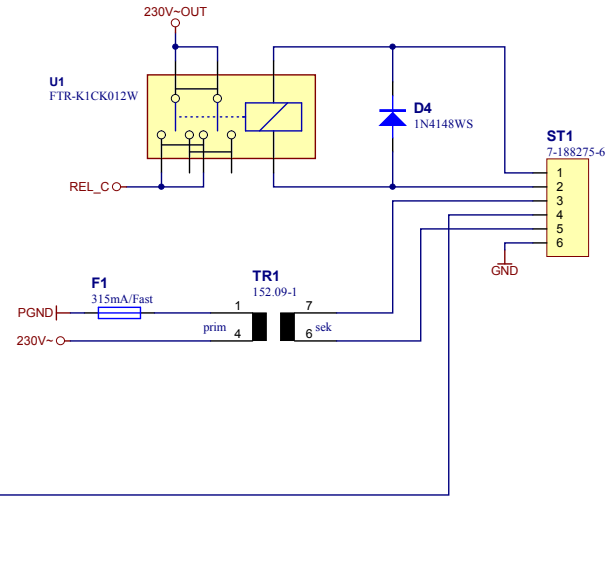 230V~OUT
U1
FTR-K1CK012W
D4
1N4148WS
ST1
7-188275-6
1
2
3
4
5
6
REL_C
GND
F1
315mA/Fast
TR1
152.09-1
PGND
1
7
prim
sek
230V~
4
6